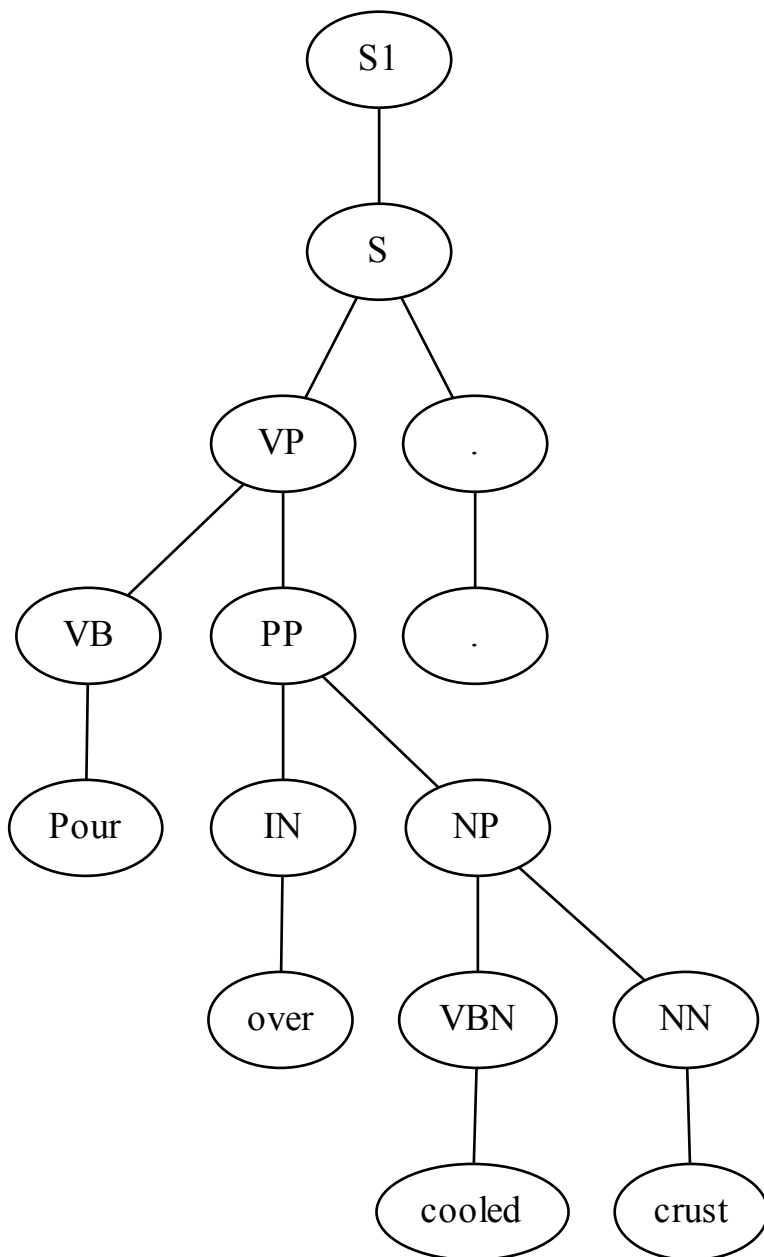 S1
S
VP .
VB PP .
Pour IN NP
over VBN NN
cooled crust